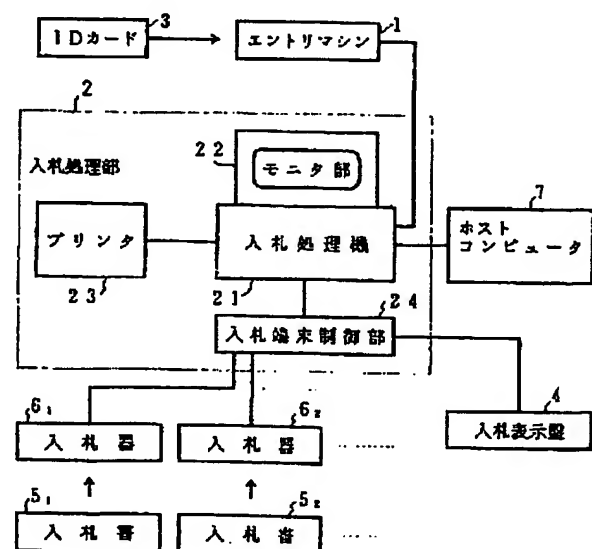 3
IDカード
1
エントリマシン
2
入札処理部
22
モニタ部
プリンタ
23
入札処理機
21
7
ホスト
コンピュータ
24
入札端末制御部
6₁
入札器
6₂
入札器
4
入札表示盤
5₁
入札
5₂
入札